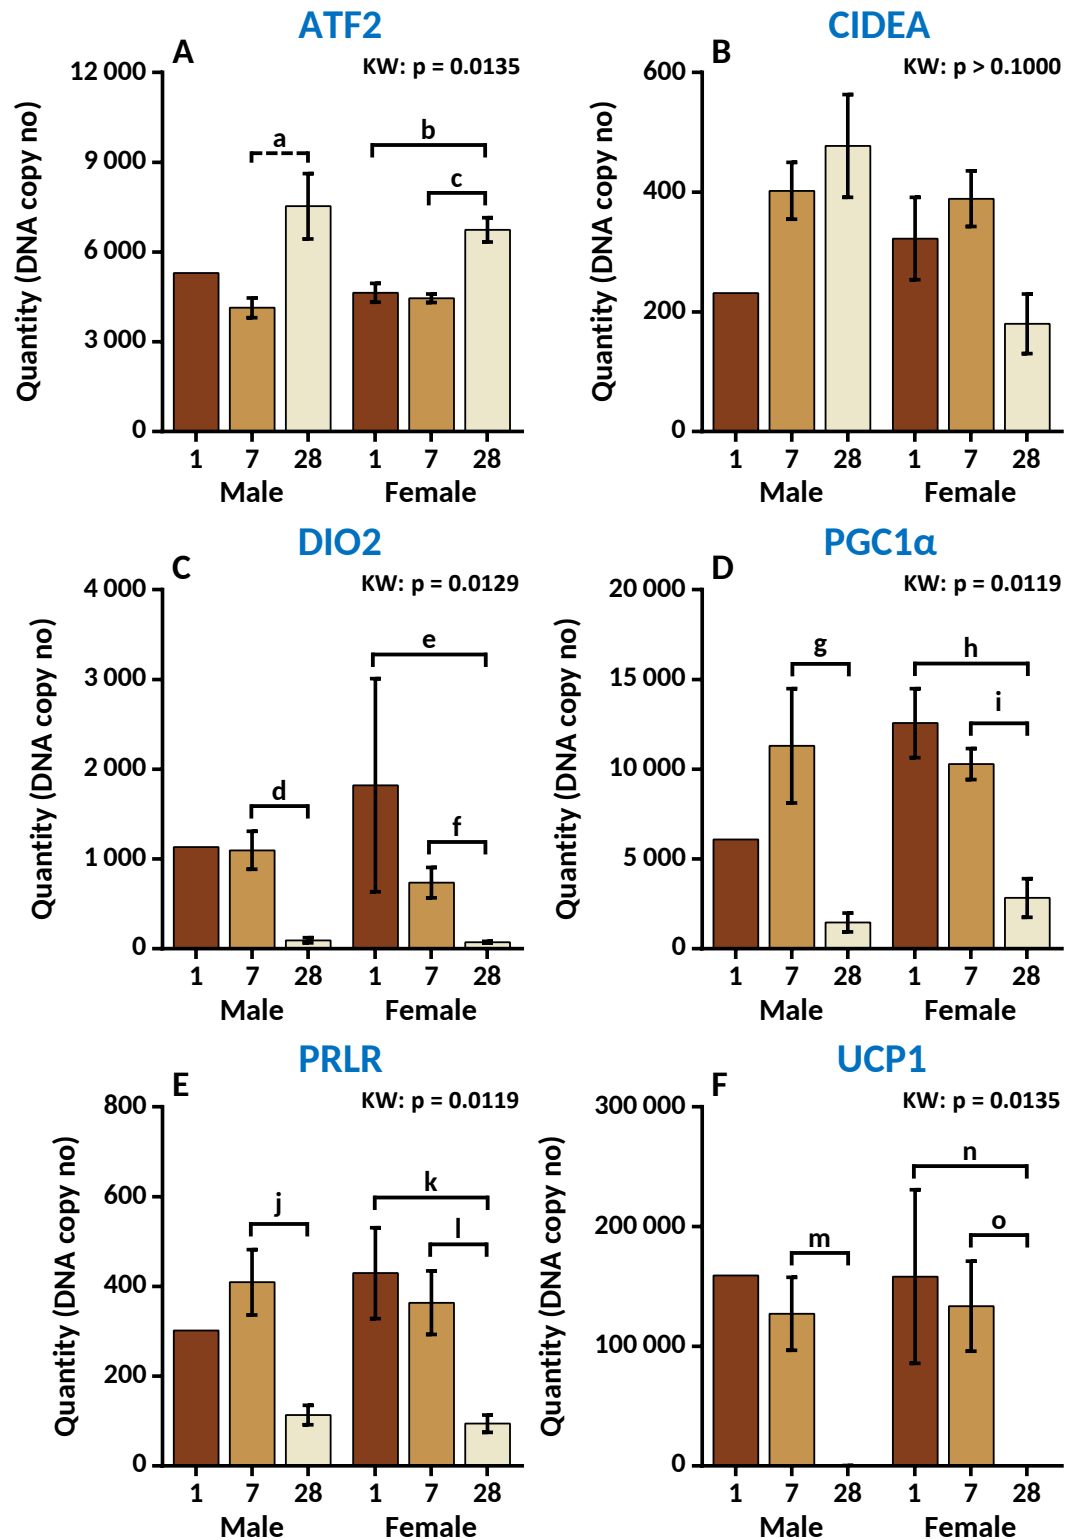 ATF2
A
KW: p = 0.0135
Quantity (DNA copy no)
12 000
9 000
6 000
3 000
0
a
b
c
1 7 28 1 7 28
Male Female
CIDEA
B
KW: p > 0.1000
Quantity (DNA copy no)
600
400
200
0
1 7 28 1 7 28
Male Female
DIO2
C
KW: p = 0.0129
Quantity (DNA copy no)
4 000
3 000
2 000
1 000
0
d
e
f
1 7 28 1 7 28
Male Female
PGC1α
D
KW: p = 0.0119
Quantity (DNA copy no)
20 000
15 000
10 000
5 000
0
g
h
i
1 7 28 1 7 28
Male Female
PRLR
E
KW: p = 0.0119
Quantity (DNA copy no)
800
600
400
200
0
j
k
l
1 7 28 1 7 28
Male Female
UCP1
F
KW: p = 0.0135
Quantity (DNA copy no)
300 000
200 000
100 000
0
m
n
o
1 7 28 1 7 28
Male Female